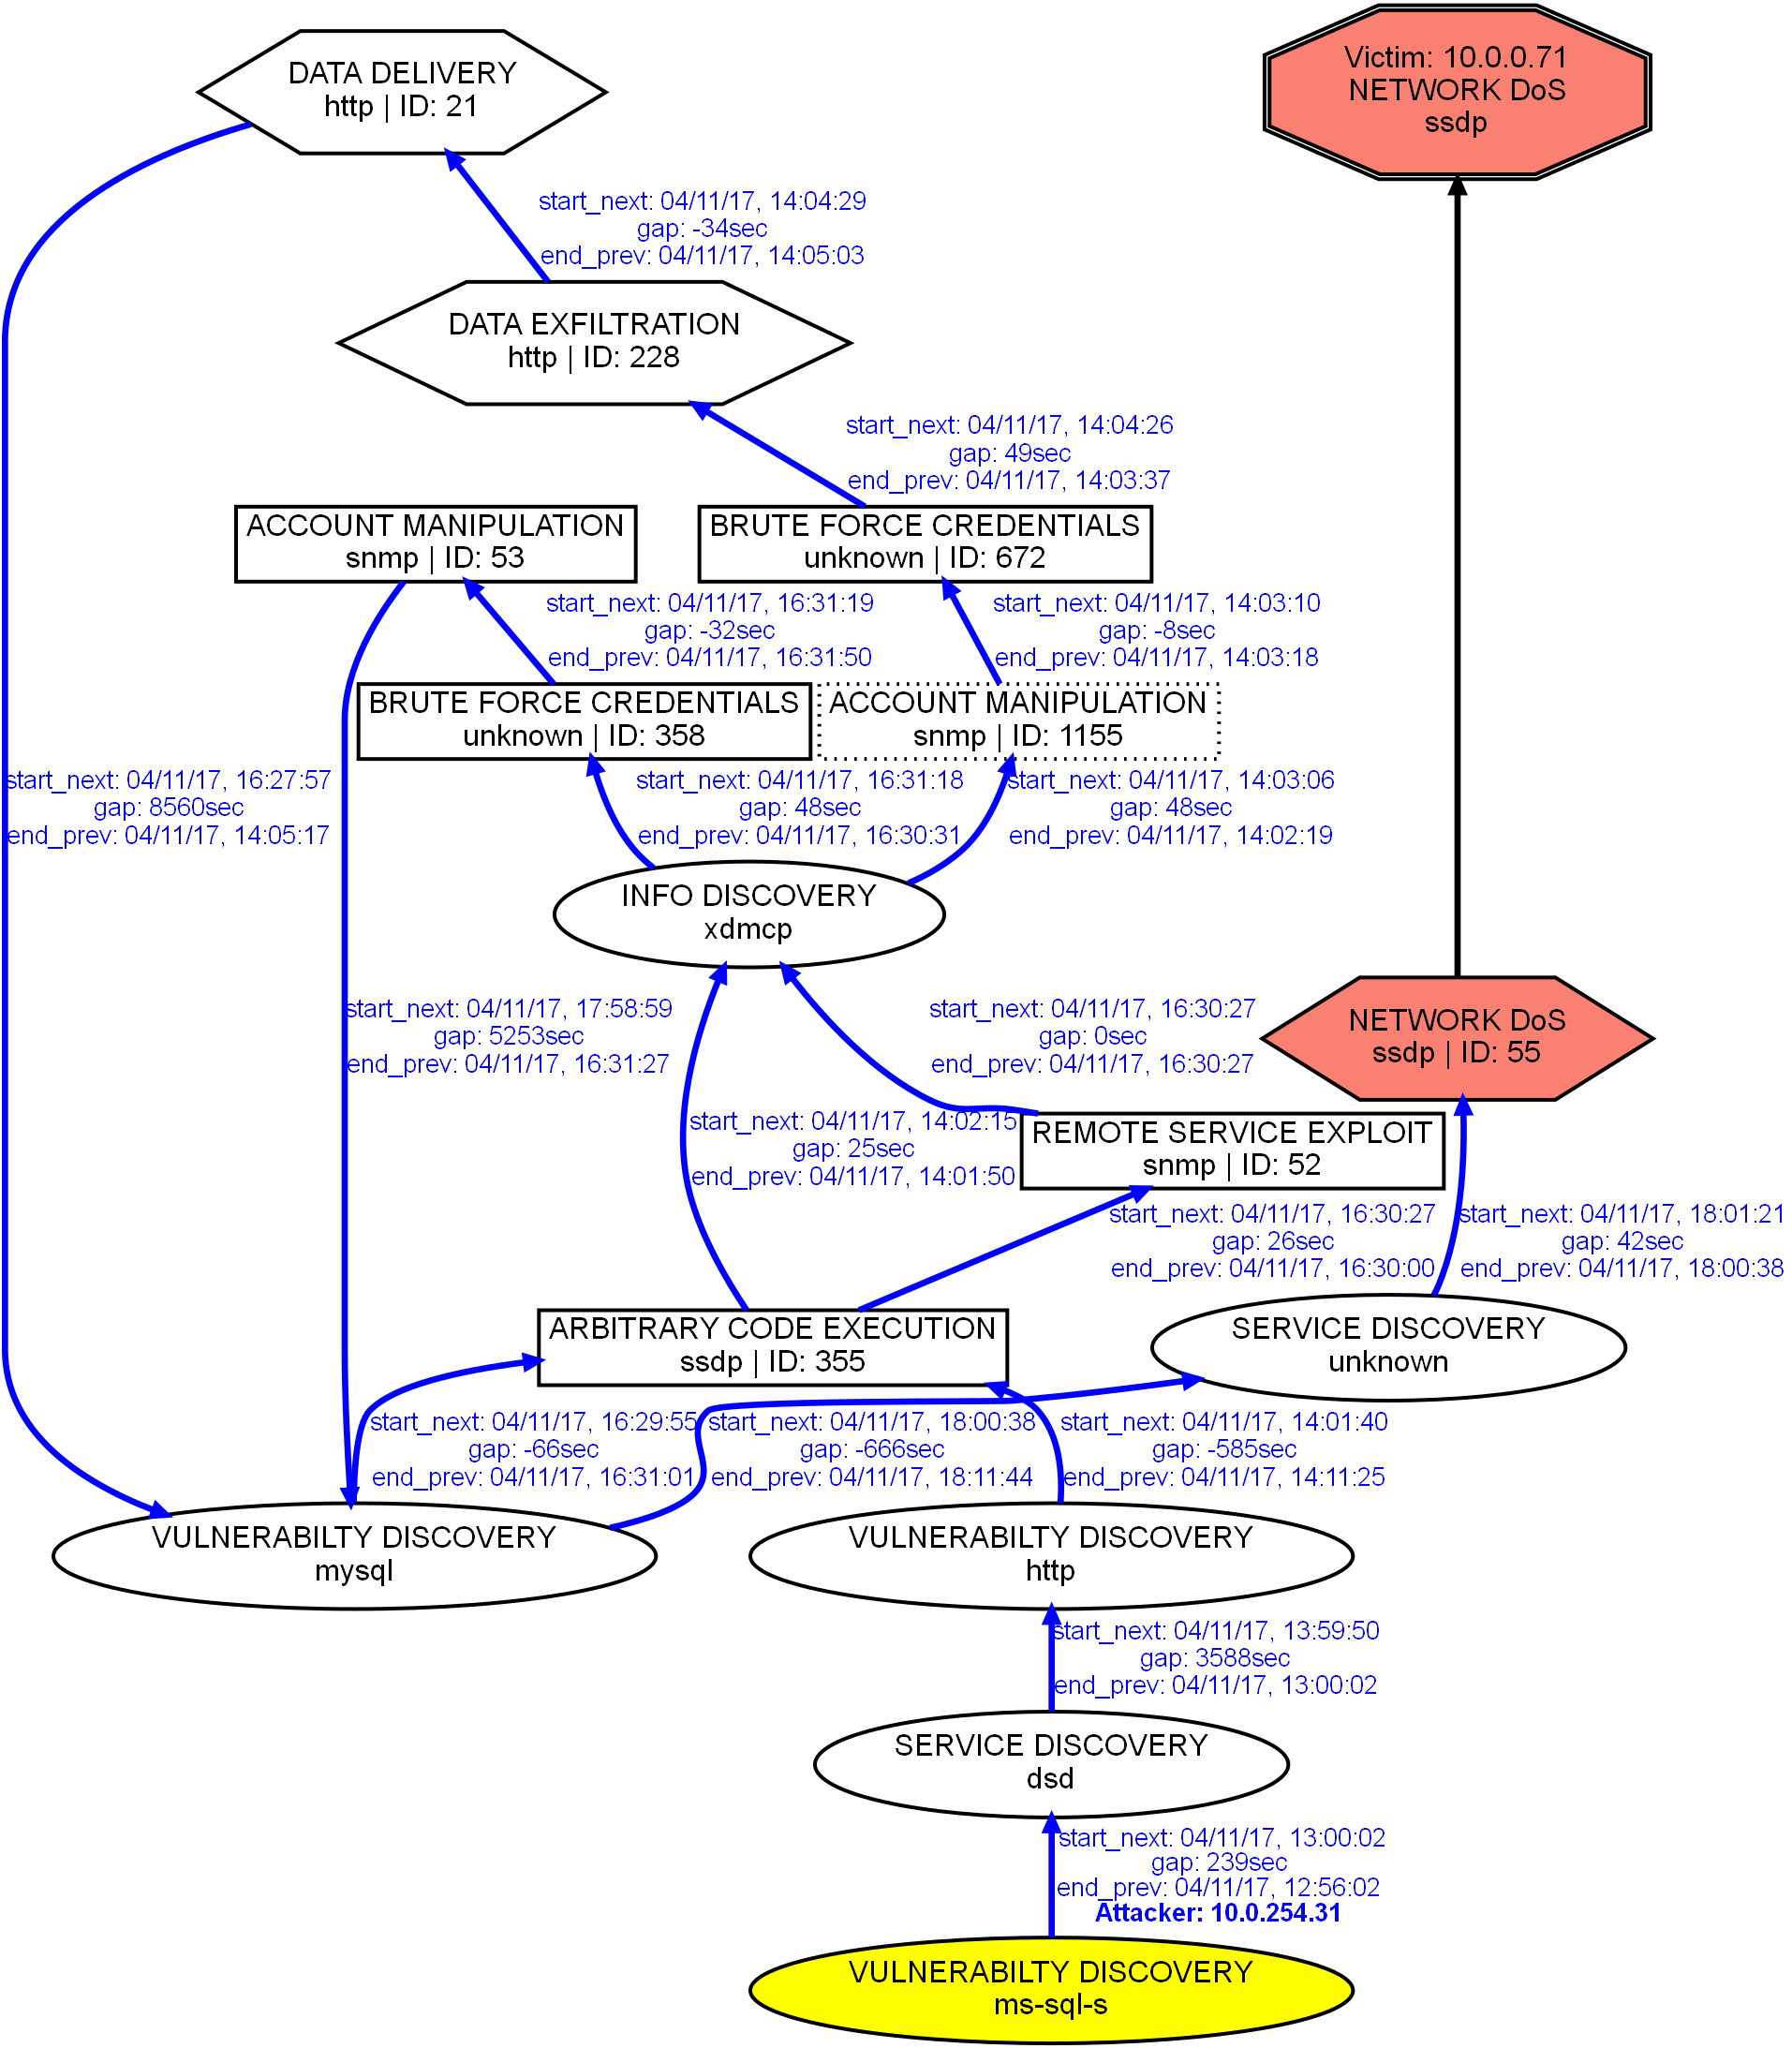 DATA DELIVERY
http | ID: 21
Victim: 10.0.0.71
NETWORK DoS
ssdp
start_next: 04/11/17, 14:04:29
gap: -34sec
end_prev: 04/11/17, 14:05:03
DATA EXFILTRATION
http | ID: 228
start_next: 04/11/17, 14:04:26
gap: 49sec
end_prev: 04/11/17, 14:03:37
ACCOUNT MANIPULATION
snmp | ID: 53
BRUTE FORCE CREDENTIALS
unknown | ID: 672
start_next: 04/11/17, 16:31:19
gap: -32sec
end_prev: 04/11/17, 16:31:50
start_next: 04/11/17, 14:03:10
gap: -8sec
end_prev: 04/11/17, 14:03:18
BRUTE FORCE CREDENTIALS
unknown | ID: 358
ACCOUNT MANIPULATION
snmp | ID: 1155
start_next: 04/11/17, 16:27:57
gap: 8560sec
end_prev: 04/11/17, 14:05:17
start_next: 04/11/17, 16:31:18
gap: 48sec
end_prev: 04/11/17, 16:30:31
start_next: 04/11/17, 14:03:06
gap: 48sec
end_prev: 04/11/17, 14:02:19
INFO DISCOVERY
xdmcp
start_next: 04/11/17, 17:58:59
gap: 5253sec
end_prev: 04/11/17, 16:31:27
start_next: 04/11/17, 16:30:27
gap: 0sec
end_prev: 04/11/17, 16:30:27
NETWORK DoS
ssdp | ID: 55
start_next: 04/11/17, 14:02:15
gap: 25sec
end_prev: 04/11/17, 14:01:50
REMOTE SERVICE EXPLOIT
snmp | ID: 52
start_next: 04/11/17, 16:30:27
gap: 26sec
end_prev: 04/11/17, 16:30:00
start_next: 04/11/17, 18:01:21
gap: 42sec
end_prev: 04/11/17, 18:00:38
ARBITRARY CODE EXECUTION
ssdp | ID: 355
SERVICE DISCOVERY
unknown
start_next: 04/11/17, 16:29:55
gap: -66sec
end_prev: 04/11/17, 16:31:01
start_next: 04/11/17, 18:00:38
gap: -666sec
end_prev: 04/11/17, 18:11:44
start_next: 04/11/17, 14:01:40
gap: -585sec
end_prev: 04/11/17, 14:11:25
VULNERABILTY DISCOVERY
mysql
VULNERABILTY DISCOVERY
http
start_next: 04/11/17, 13:59:50
gap: 3588sec
end_prev: 04/11/17, 13:00:02
SERVICE DISCOVERY
dsd
start_next: 04/11/17, 13:00:02
gap: 239sec
end_prev: 04/11/17, 12:56:02
Attacker: 10.0.254.31
VULNERABILTY DISCOVERY
ms-sql-s